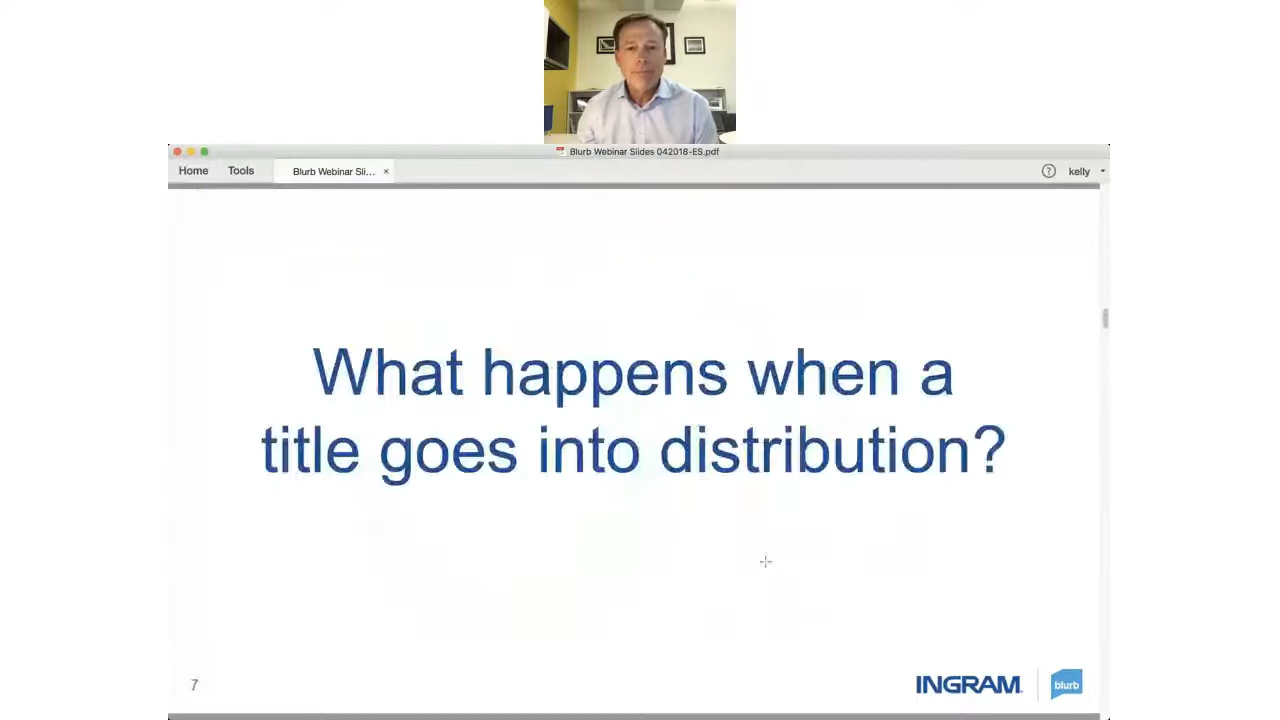 Blurb Webinar Slides 042018-ES.pdf
Home Tools Blurb Webinar Sli... × ? kelly
What happens when a
title goes into distribution?
7 INGRAM blurb